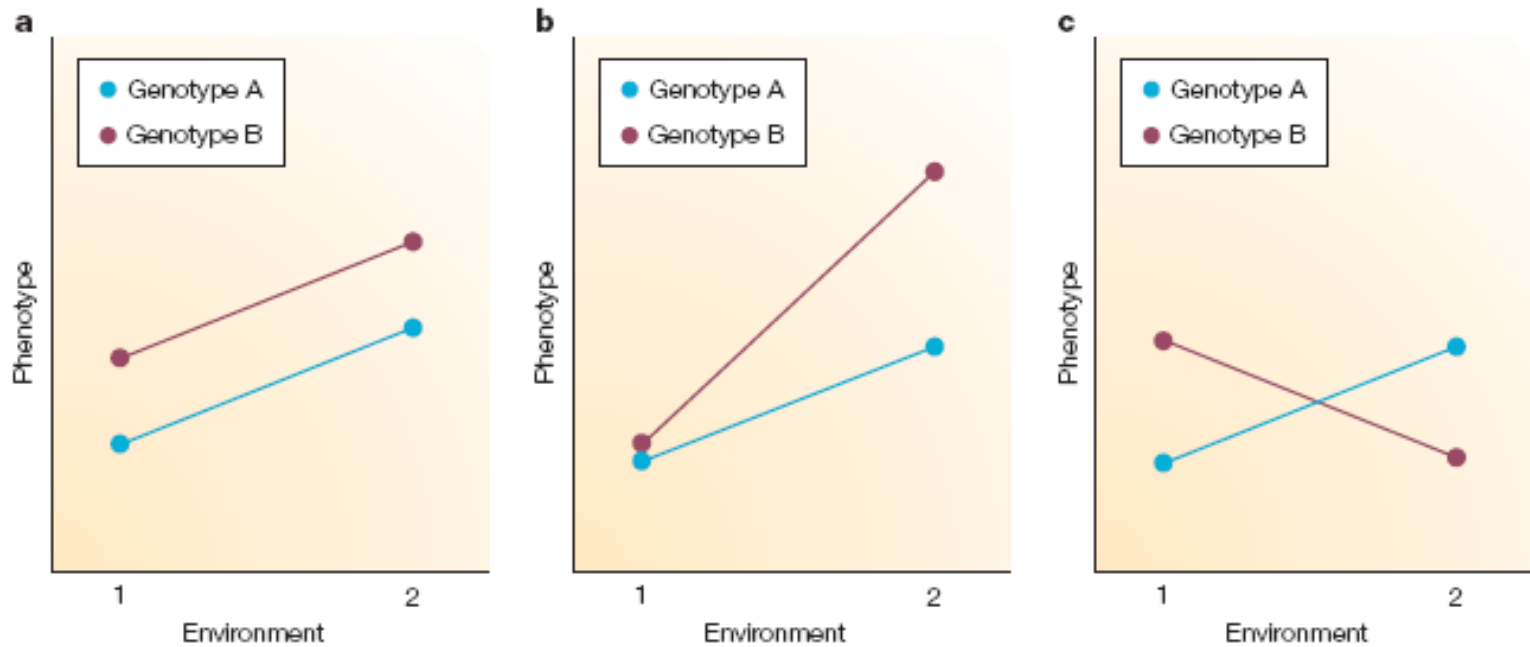 a
Genotype A
Genotype B
Phenotype
1 2
Environment
b
Genotype A
Genotype B
Phenotype
1 2
Environment
c
Genotype A
Genotype B
Phenotype
1 2
Environment